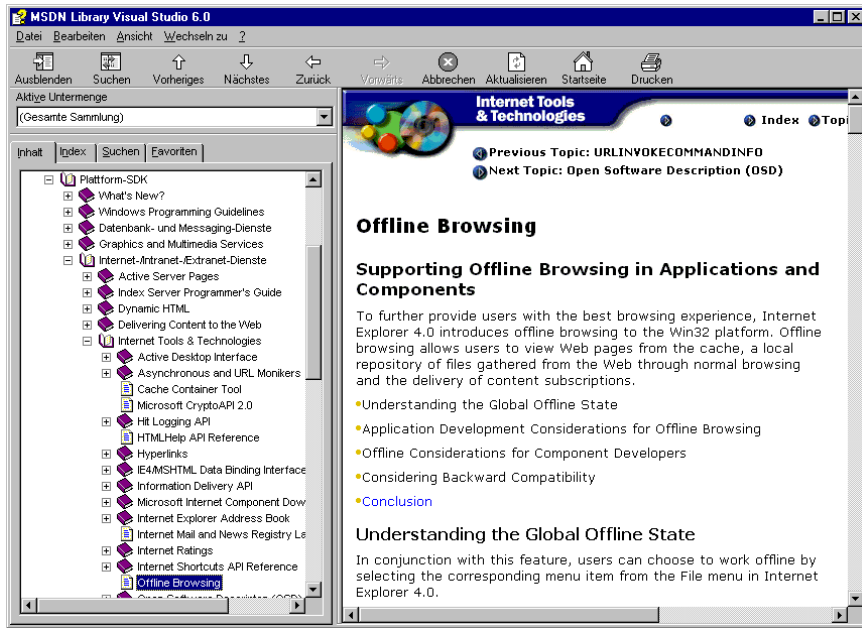 MSDN Library Visual Studio 6.0
Datei Bearbeiten Ansicht Wechseln zu ?
Ausblenden Suchen Vorheriges Nächstes Zurück Vorwärts Abbrechen Aktualisieren Startseite Drucken
Aktive Untermenge
(Gesamte Sammlung)
Inhalt Index Suchen Favoriten
Plattform-SDK
What's New?
Windows Programming Guidelines
Datenbank- und Messaging-Dienste
Graphics and Multimedia Services
Internet-/Intranet-/Extranet-Dienste
Active Server Pages
Index Server Programmer's Guide
Dynamic HTML
Delivering Content to the Web
Internet Tools & Technologies
Active Desktop Interface
Asynchronous and URL Monikers
Cache Container Tool
Microsoft CryptoAPI 2.0
Hit Logging API
HTMLHelp API Reference
Hyperlinks
IE4/MSHTML Data Binding Interface
Information Delivery API
Microsoft Internet Component Dow
Internet Explorer Address Book
Internet Mail and News Registry La
Internet Ratings
Internet Shortcuts API Reference
Offline Browsing
Internet Tools
& Technologies
Index Topi
Previous Topic: URLINVOKECOMMANDINFO
Next Topic: Open Software Description (OSD)
Offline Browsing
Supporting Offline Browsing in Applications and
Components
To further provide users with the best browsing experience, Internet
Explorer 4.0 introduces offline browsing to the Win32 platform. Offline
browsing allows users to view Web pages from the cache, a local
repository of files gathered from the Web through normal browsing
and the delivery of content subscriptions.
•Understanding the Global Offline State
•Application Development Considerations for Offline Browsing
•Offline Considerations for Component Developers
•Considering Backward Compatibility
•Conclusion
Understanding the Global Offline State
In conjunction with this feature, users can choose to work offline by
selecting the corresponding menu item from the File menu in Internet
Explorer 4.0.